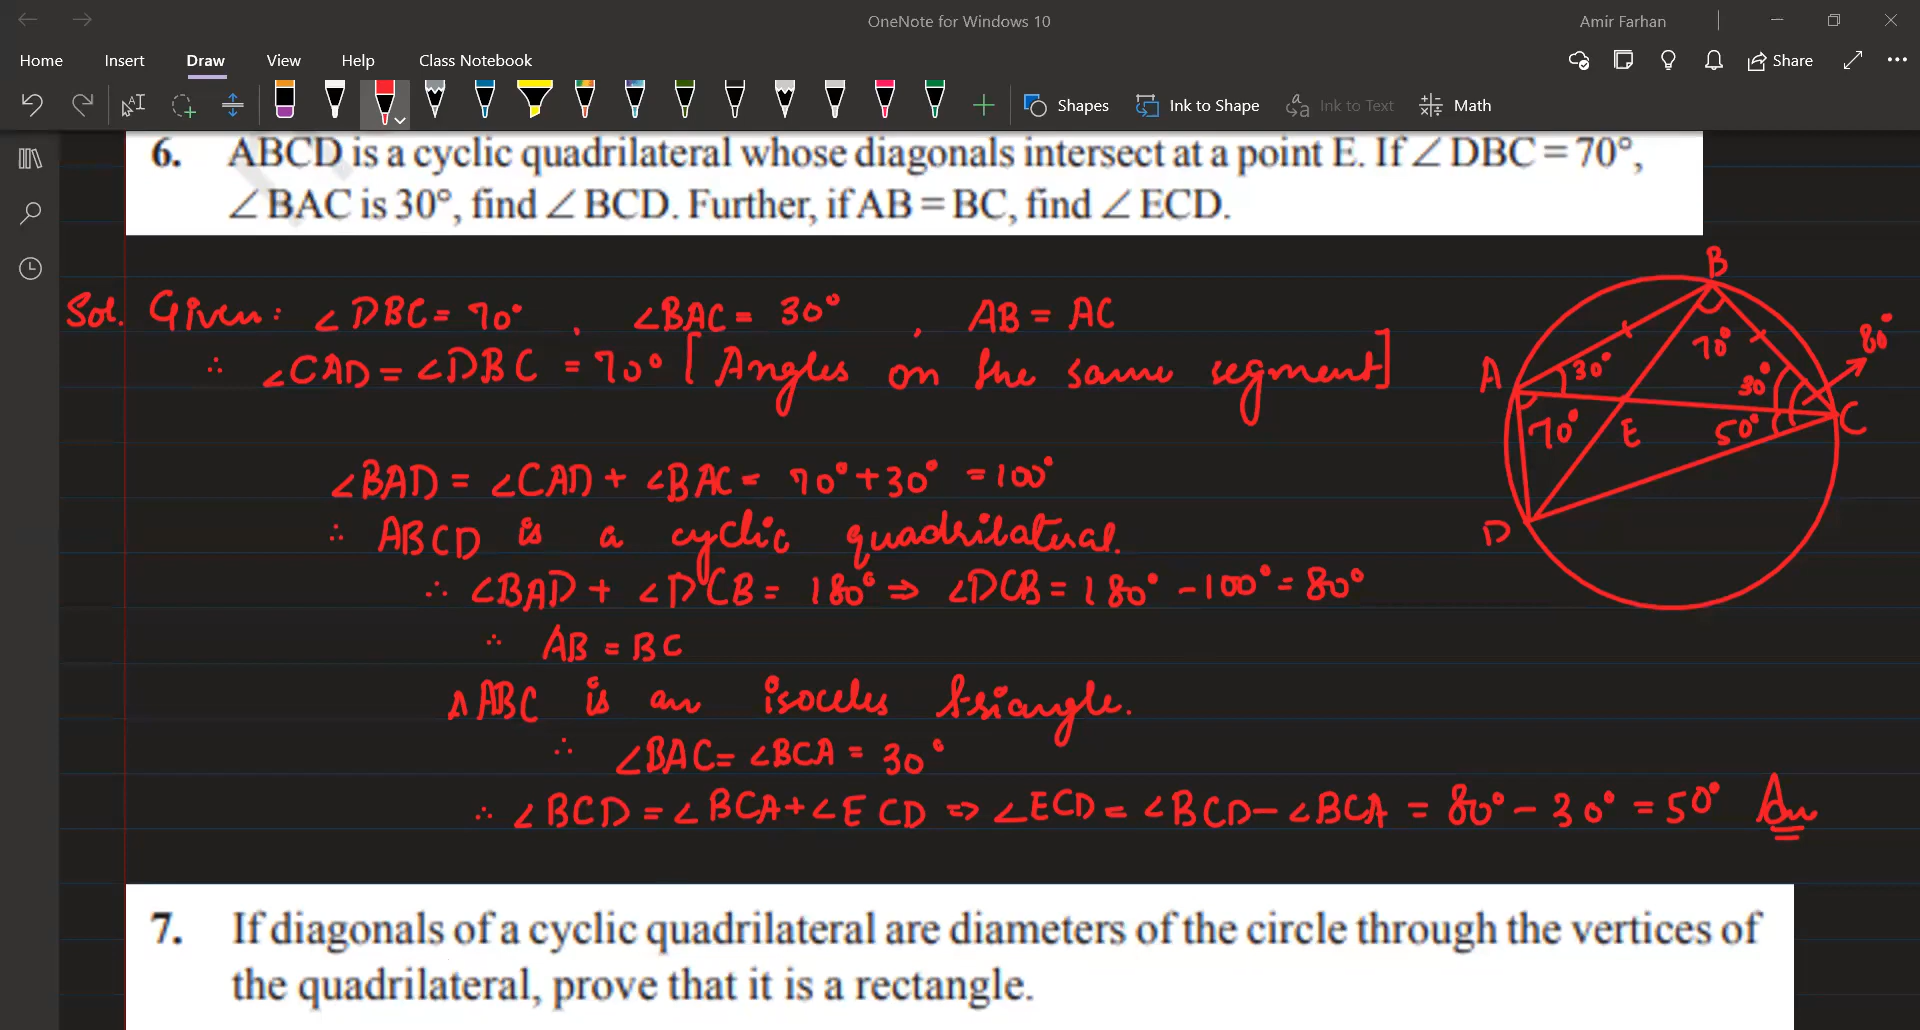 OneNote for Windows 10
Amir Farhan
Home Insert Draw View Help Class Notebook
Share
Shapes Ink to Shape Ink to Text Math
6. ABCD is a cyclic quadrilateral whose diagonals intersect at a point E. If ∠DBC = 70°,
∠BAC is 30°, find ∠BCD. Further, if AB = BC, find ∠ECD.
Sol. Given: ∠DBC = 70° , ∠BAC = 30° , AB = AC
∴ ∠CAD = ∠DBC = 70° [Angles on the same segment]
∠BAD = ∠CAD + ∠BAC = 70° + 30° = 100°
∴ ABCD is a cyclic quadrilateral.
∴ ∠BAD + ∠DCB = 180° ⇒ ∠DCB = 180° - 100° = 80°
∴ AB = BC
△ABC is an isoceles triangle.
∴ ∠BAC = ∠BCA = 30°
∴ ∠BCD = ∠BCA + ∠ECD ⇒ ∠ECD = ∠BCD - ∠BCA = 80° - 30° = 50° Ans
B
80°
70°
A 30° 30°
C
70° E 50°
D
7. If diagonals of a cyclic quadrilateral are diameters of the circle through the vertices of
the quadrilateral, prove that it is a rectangle.